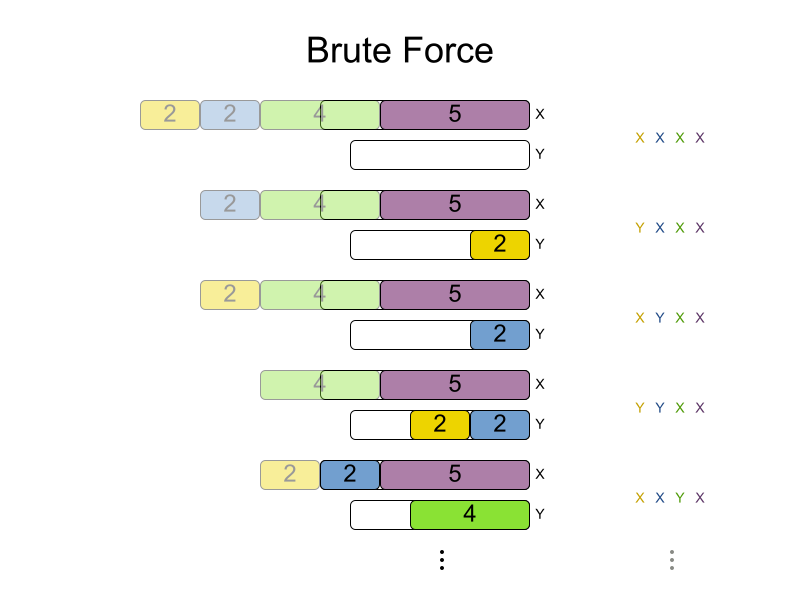 Brute Force
2 2 4 5 X
X X X X
Y
2 4 5 X
Y X X X
2 Y
2 4 5 X
X Y X X
2 Y
4 5 X
Y Y X X
2 2 Y
2 2 5 X
X X Y X
4 Y